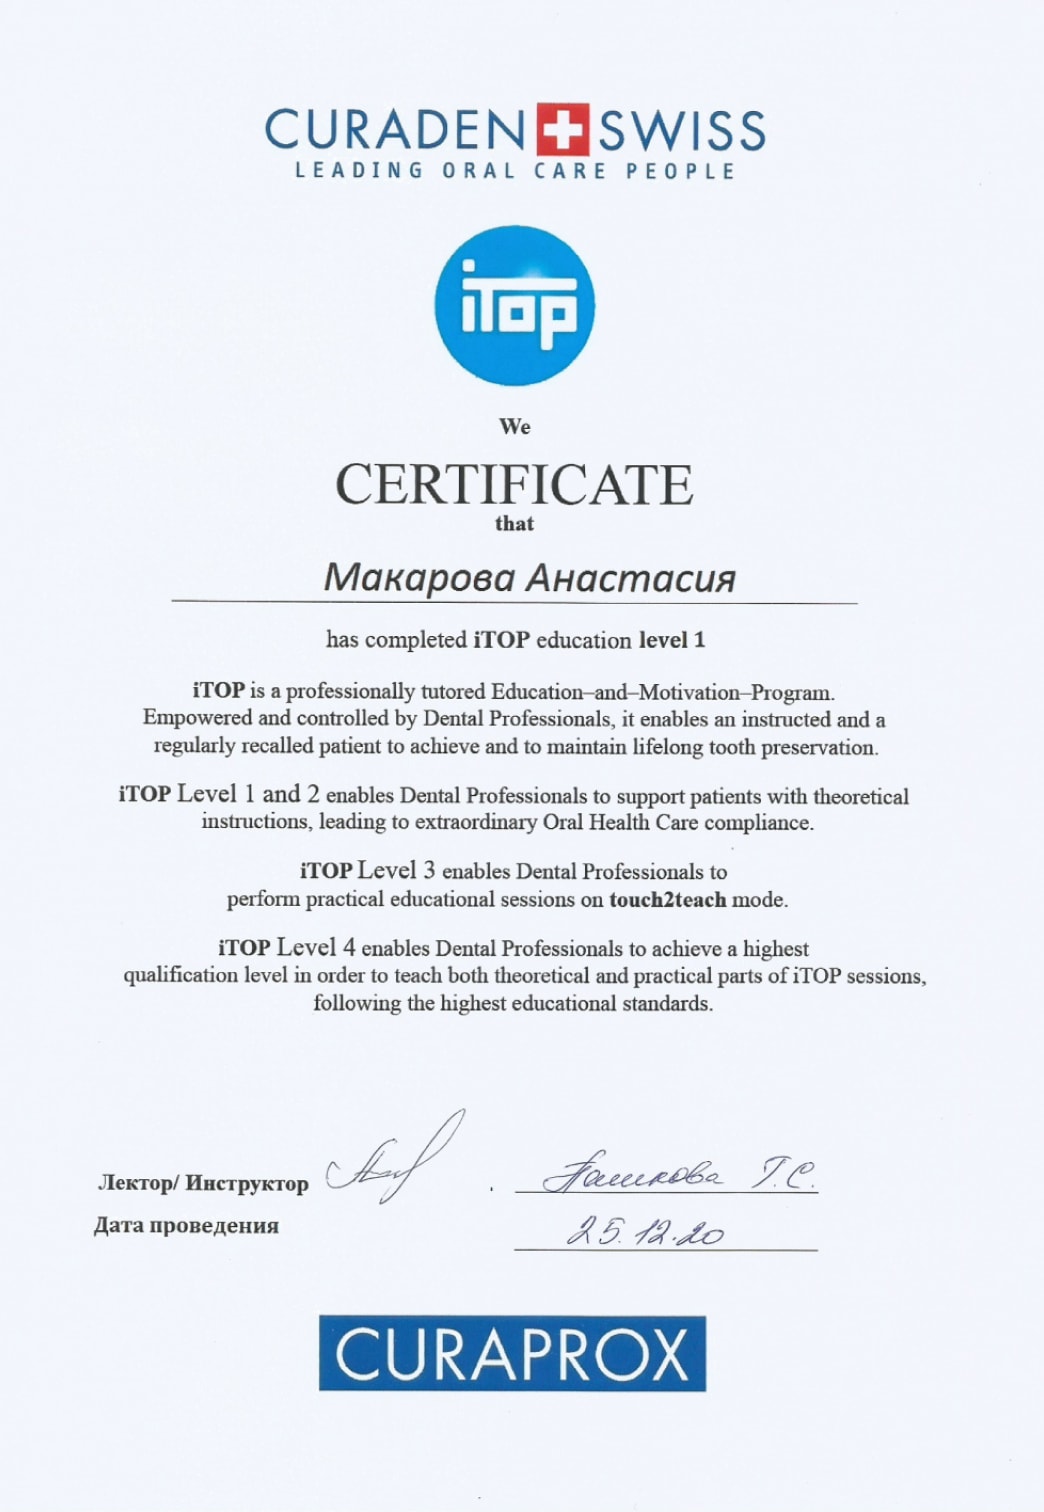 CURADEN SWISS
LEADING ORAL CARE PEOPLE
iTop
We
CERTIFICATE
that
Макарова Анастасия
has completed iTOP education level 1
iTOP is a professionally tutored Education–and–Motivation–Program.
Empowered and controlled by Dental Professionals, it enables an instructed and a
regularly recalled patient to achieve and to maintain lifelong tooth preservation.
iTOP Level 1 and 2 enables Dental Professionals to support patients with theoretical
instructions, leading to extraordinary Oral Health Care compliance.
iTOP Level 3 enables Dental Professionals to
perform practical educational sessions on touch2teach mode.
iTOP Level 4 enables Dental Professionals to achieve a highest
qualification level in order to teach both theoretical and practical parts of iTOP sessions,
following the highest educational standards.
Лектор/ Инструктор Пашкова Т.С.
Дата проведения 25.12.20
CURAPROX